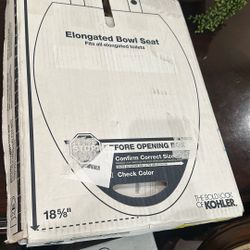 Elongated Bowl Seat
Fits all elongated toilets
STOP
BEFORE OPENING BOX
Confirm Correct Size
Check Color
18⅝"
THE BOLD LOOK
OF KOHLER.